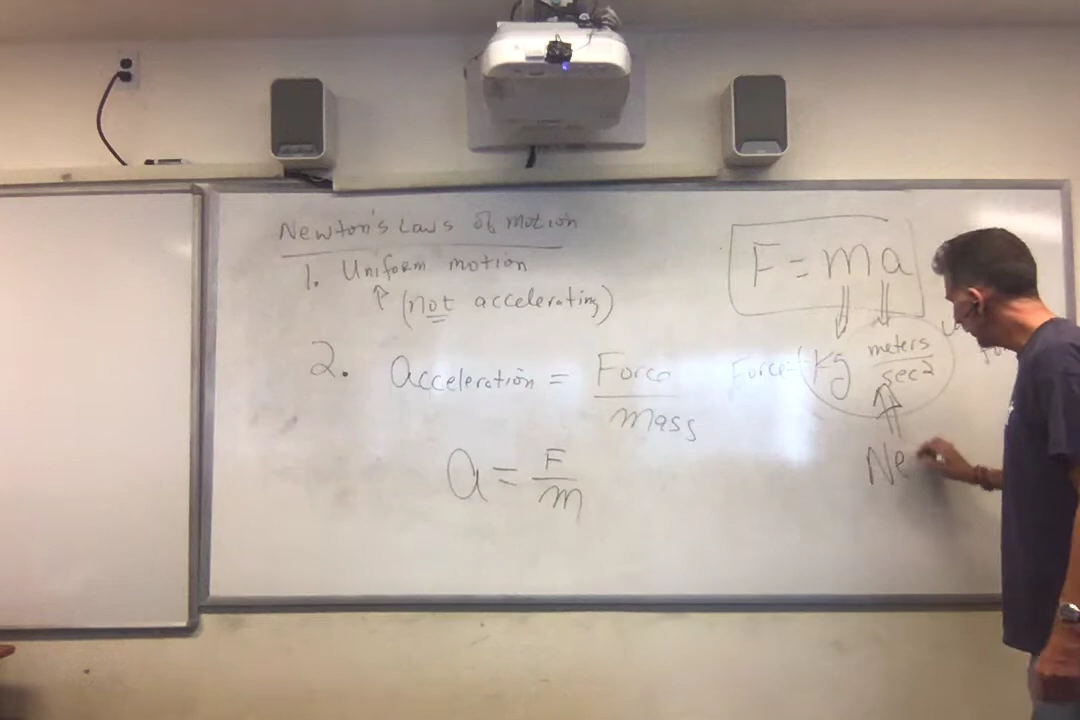 Newton's Laws of motion
1. Uniform motion
(not accelerating)
2. Acceleration = Force
mass
a = F
m
F = ma
Force = kg meters
sec2
Ne